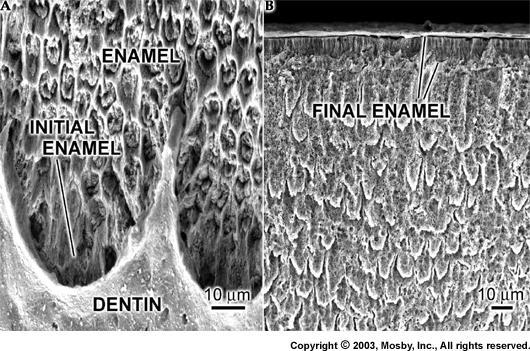 A
ENAMEL
INITIAL
ENAMEL
DENTIN
10 µm
B
FINAL ENAMEL
10 µm
Copyright © 2003, Mosby, Inc., All rights reserved.